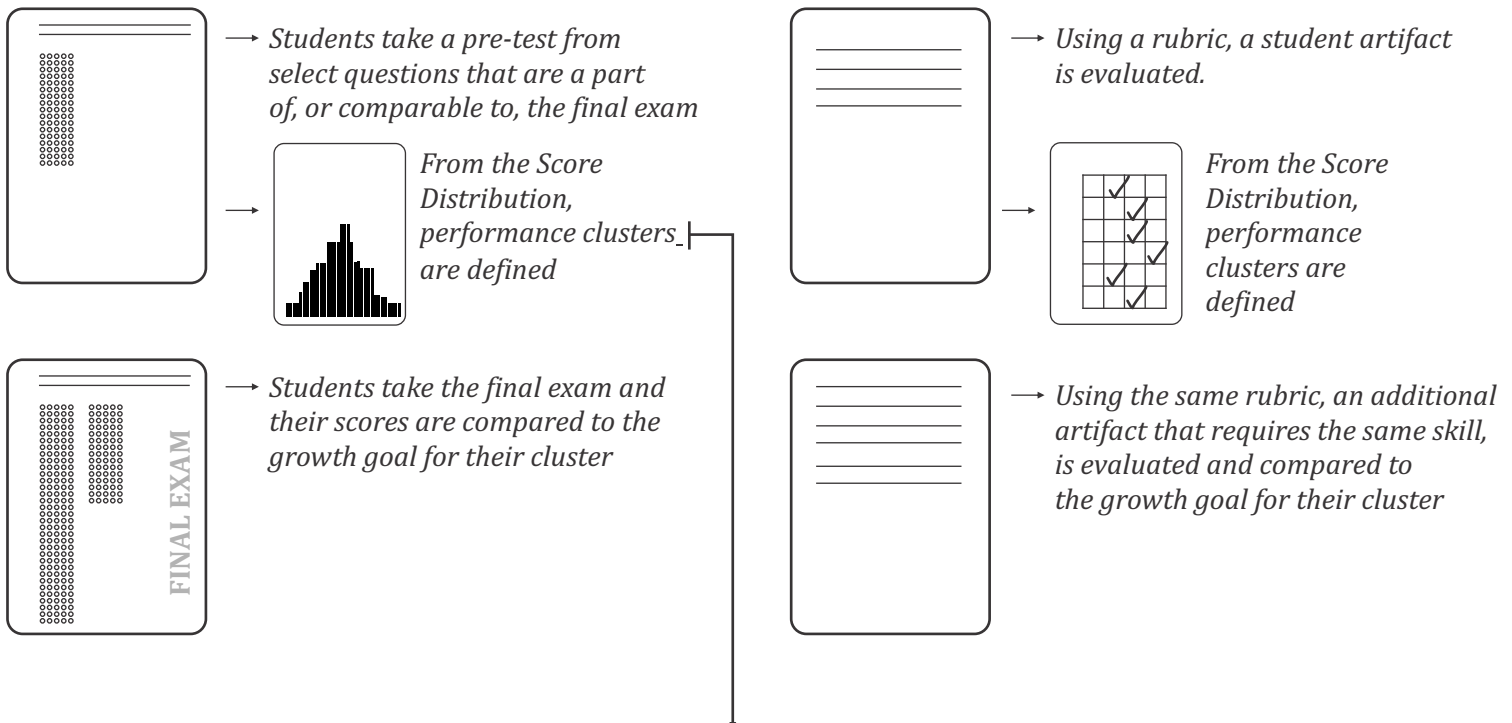 Students take a pre-test from
select questions that are a part
of, or comparable to, the final exam
From the Score
Distribution,
performance clusters
are defined
Students take the final exam and
their scores are compared to the
growth goal for their cluster
FINAL EXAM
Using a rubric, a student artifact
is evaluated.
From the Score
Distribution,
performance
clusters are
defined
Using the same rubric, an additional
artifact that requires the same skill,
is evaluated and compared to
the growth goal for their cluster